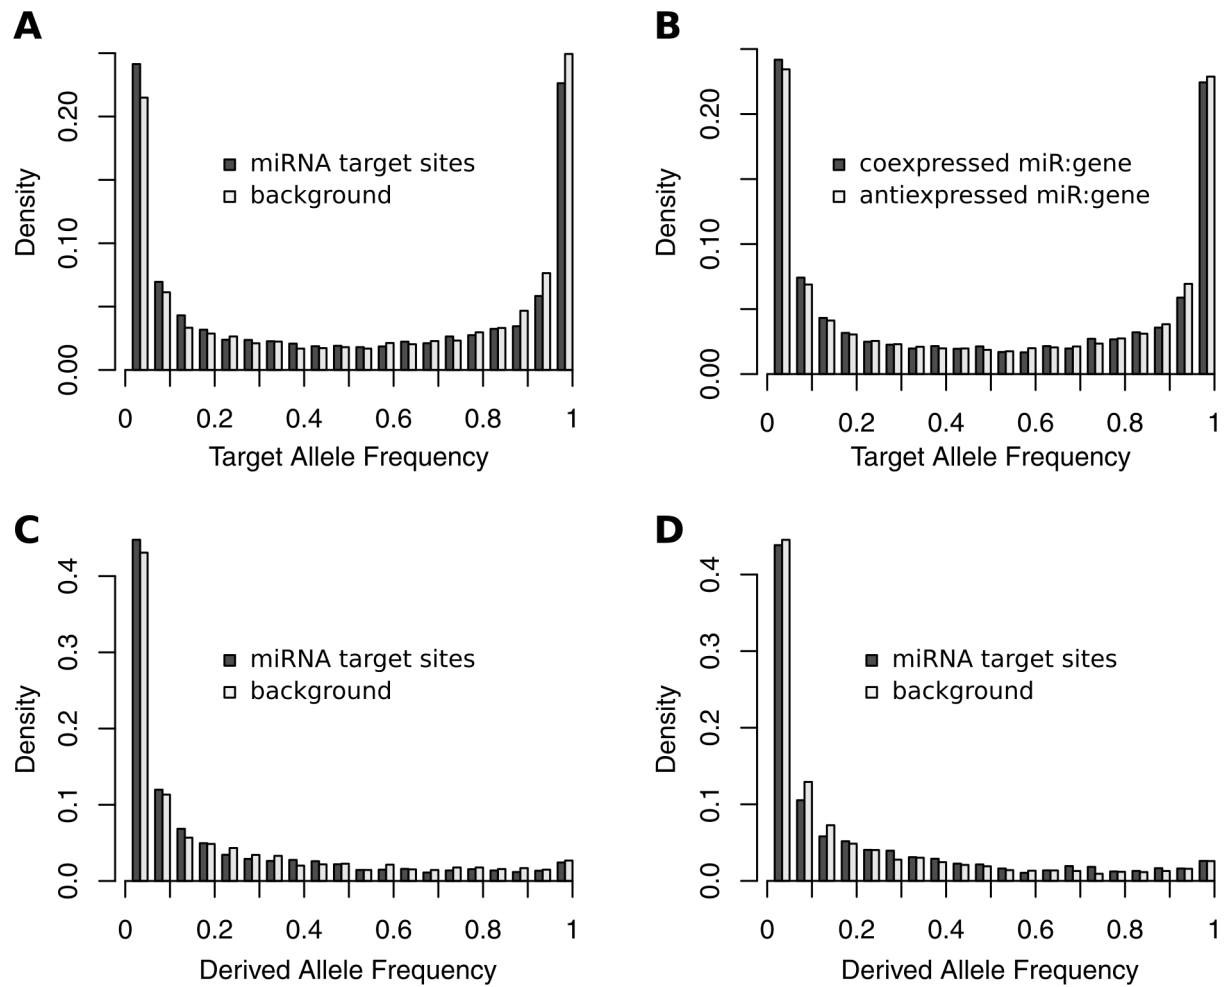 A
Density
0.00 0.10 0.20
miRNA target sites
background
0 0.2 0.4 0.6 0.8 1
Target Allele Frequency
B
Density
0.00 0.10 0.20
coexpressed miR:gene
antiexpressed miR:gene
0 0.2 0.4 0.6 0.8 1
Target Allele Frequency
C
Density
0.0 0.1 0.2 0.3 0.4
miRNA target sites
background
0 0.2 0.4 0.6 0.8 1
Derived Allele Frequency
D
Density
0.0 0.1 0.2 0.3 0.4
miRNA target sites
background
0 0.2 0.4 0.6 0.8 1
Derived Allele Frequency